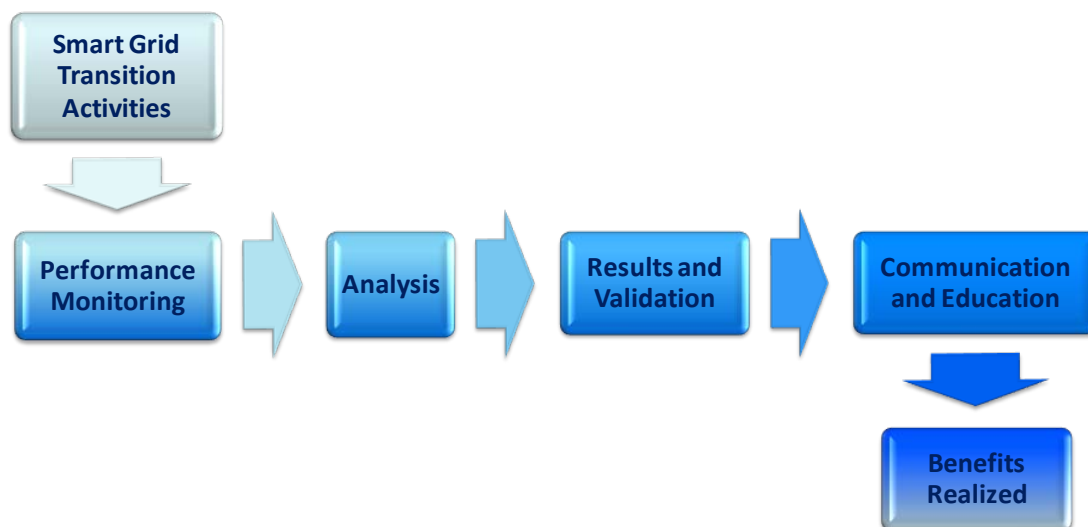 Smart Grid
Transition
Activities
Performance
Monitoring
Analysis
Results and
Validation
Communication
and Education
Benefits
Realized